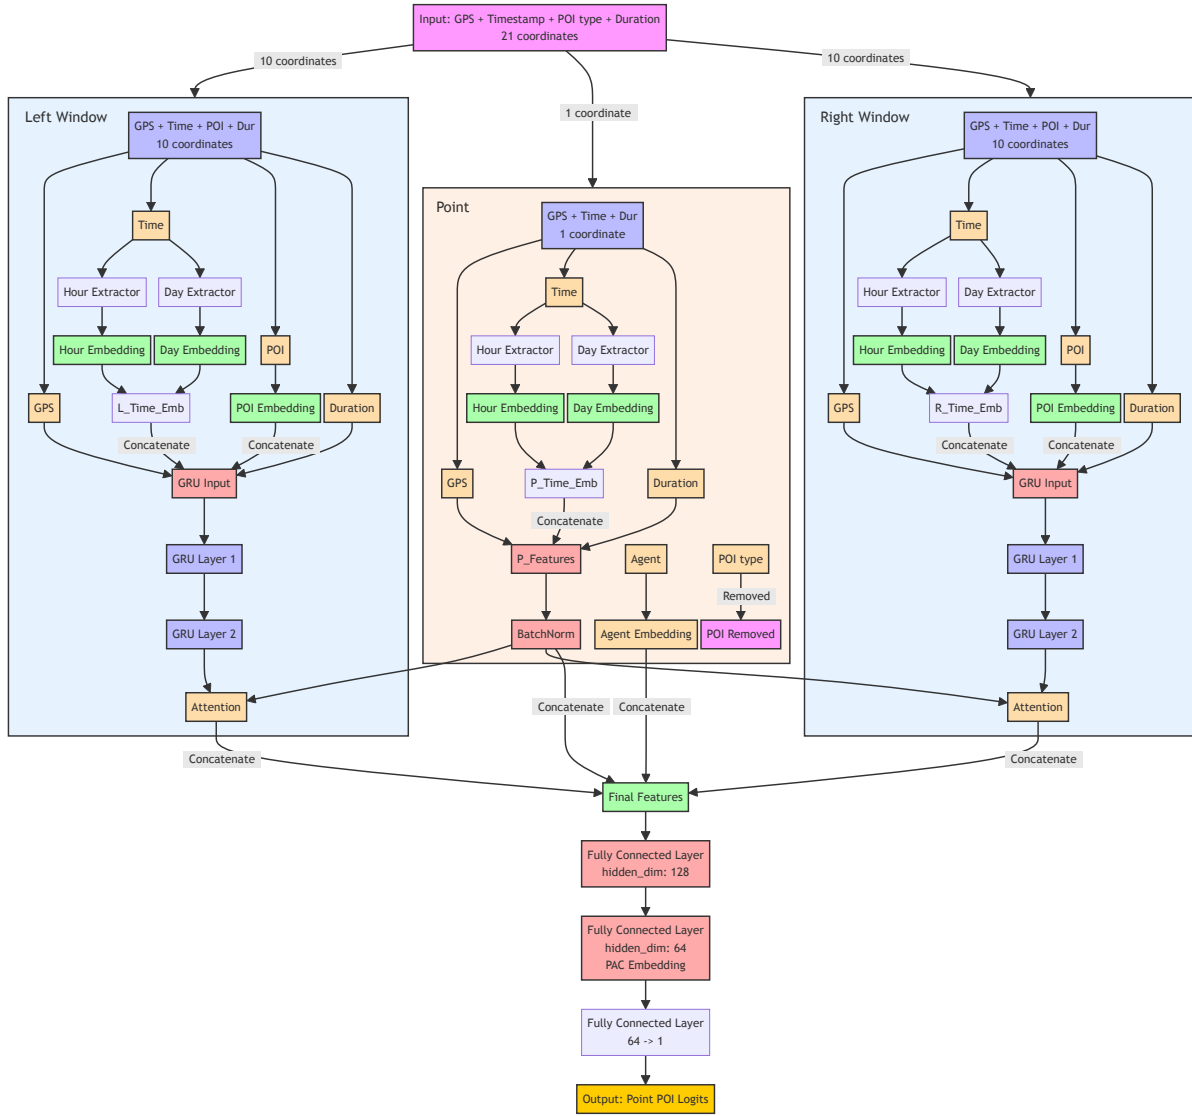 Input: GPS + Timestamp + POI type + Duration
21 coordinates
10 coordinates
1 coordinate
10 coordinates
Left Window
GPS + Time + POI + Dur
10 coordinates
Time
Hour Extractor
Day Extractor
Hour Embedding
Day Embedding
POI
GPS
L_Time_Emb
POI Embedding
Duration
Concatenate
Concatenate
GRU Input
GRU Layer 1
GRU Layer 2
Attention
Concatenate
Point
GPS + Time + Dur
1 coordinate
Time
Hour Extractor
Day Extractor
Hour Embedding
Day Embedding
GPS
P_Time_Emb
Duration
Concatenate
P_Features
Agent
POI type
Removed
BatchNorm
Agent Embedding
POI Removed
Concatenate
Concatenate
Right Window
GPS + Time + POI + Dur
10 coordinates
Time
Hour Extractor
Day Extractor
Hour Embedding
Day Embedding
POI
GPS
R_Time_Emb
POI Embedding
Duration
Concatenate
Concatenate
GRU Input
GRU Layer 1
GRU Layer 2
Attention
Concatenate
Final Features
Fully Connected Layer
hidden_dim: 128
Fully Connected Layer
hidden_dim: 64
PAC Embedding
Fully Connected Layer
64 -> 1
Output: Point POI Logits